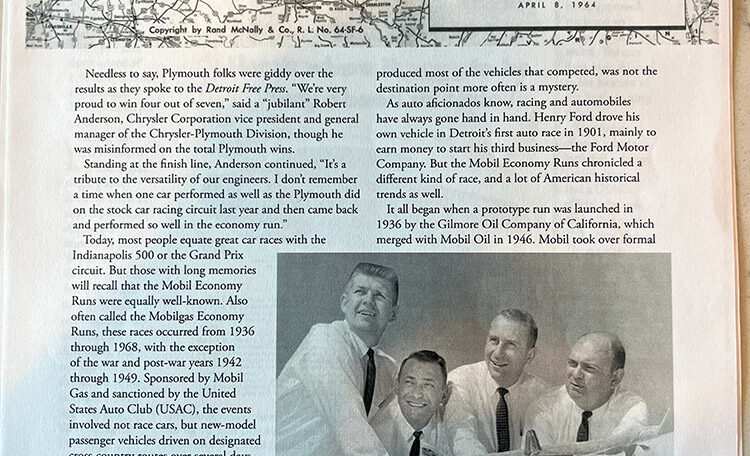 APRIL 8, 1964
LOUISVILLE
CHARLESTON
Copyright by Rand McNally & Co., R. L. No. 64-SF-6
Needless to say, Plymouth folks were giddy over the
results as they spoke to the Detroit Free Press. “We’re very
proud to win four out of seven,” said a “jubilant” Robert
Anderson, Chrysler Corporation vice president and general
manager of the Chrysler-Plymouth Division, though he
was misinformed on the total Plymouth wins.
Standing at the finish line, Anderson continued, “It’s a
tribute to the versatility of our engineers. I don’t remember
a time when one car performed as well as the Plymouth did
on the stock car racing circuit last year and then came back
and performed so well in the economy run.”
Today, most people equate great car races with the
Indianapolis 500 or the Grand Prix
circuit. But those with long memories
will recall that the Mobil Economy
Runs were equally well-known. Also
often called the Mobilgas Economy
Runs, these races occurred from 1936
through 1968, with the exception
of the war and post-war years 1942
through 1949. Sponsored by Mobil
Gas and sanctioned by the United
States Auto Club (USAC), the events
involved not race cars, but new-model
passenger vehicles driven on designated
cross-country routes over several days
produced most of the vehicles that competed, was not the
destination point more often is a mystery.
As auto aficionados know, racing and automobiles
have always gone hand in hand. Henry Ford drove his
own vehicle in Detroit’s first auto race in 1901, mainly to
earn money to start his third business—the Ford Motor
Company. But the Mobil Economy Runs chronicled a
different kind of race, and a lot of American historical
trends as well.
It all began when a prototype run was launched in
1936 by the Gilmore Oil Company of California, which
merged with Mobil Oil in 1946. Mobil took over formal